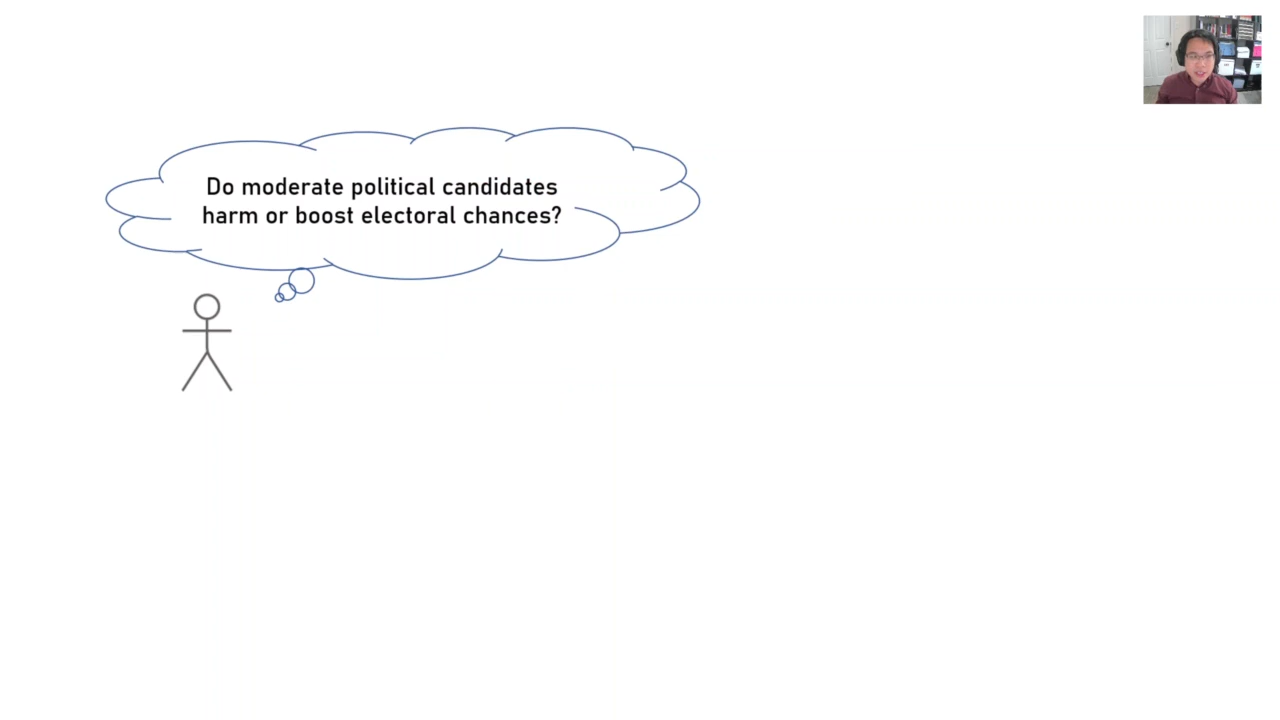 Do moderate political candidates
harm or boost electoral chances?